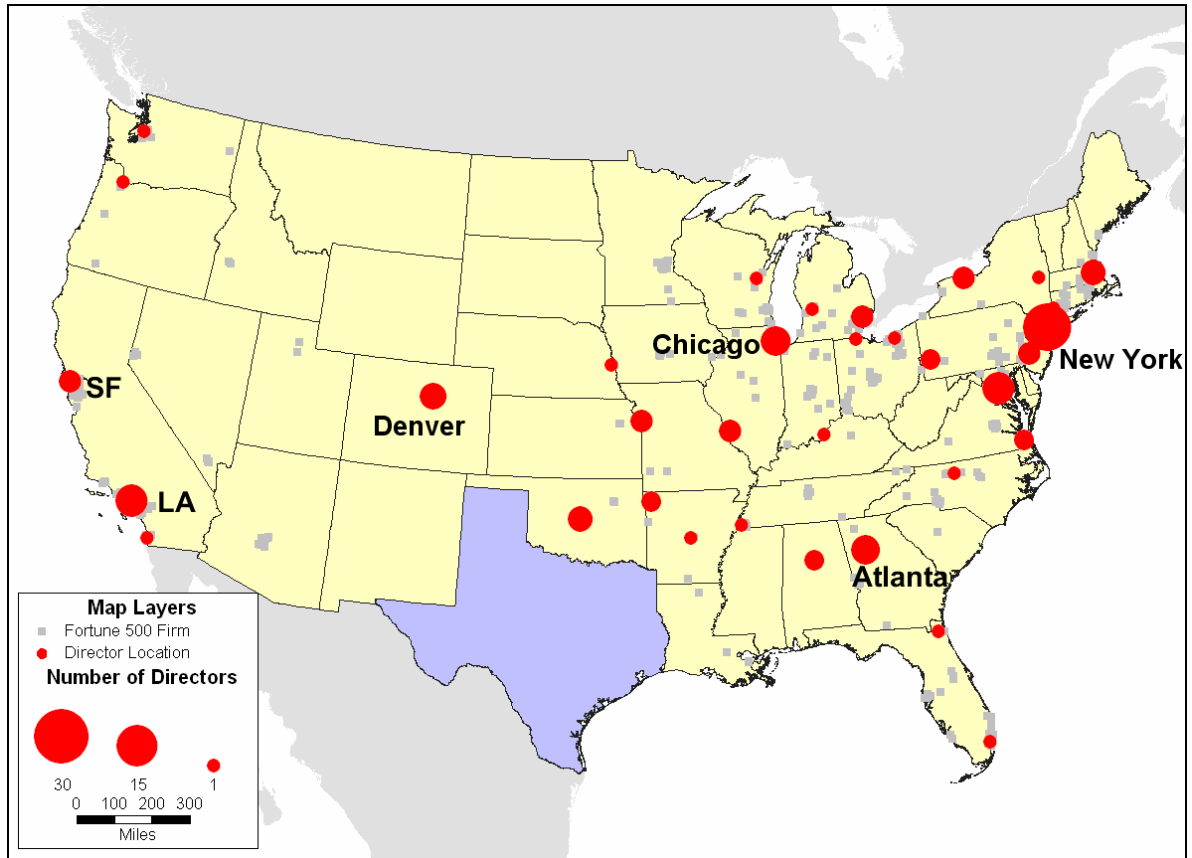 Chicago
New York
SF
Denver
LA
Atlanta
Map Layers
Fortune 500 Firm
Director Location
Number of Directors
30 15 1
0 100 200 300
Miles